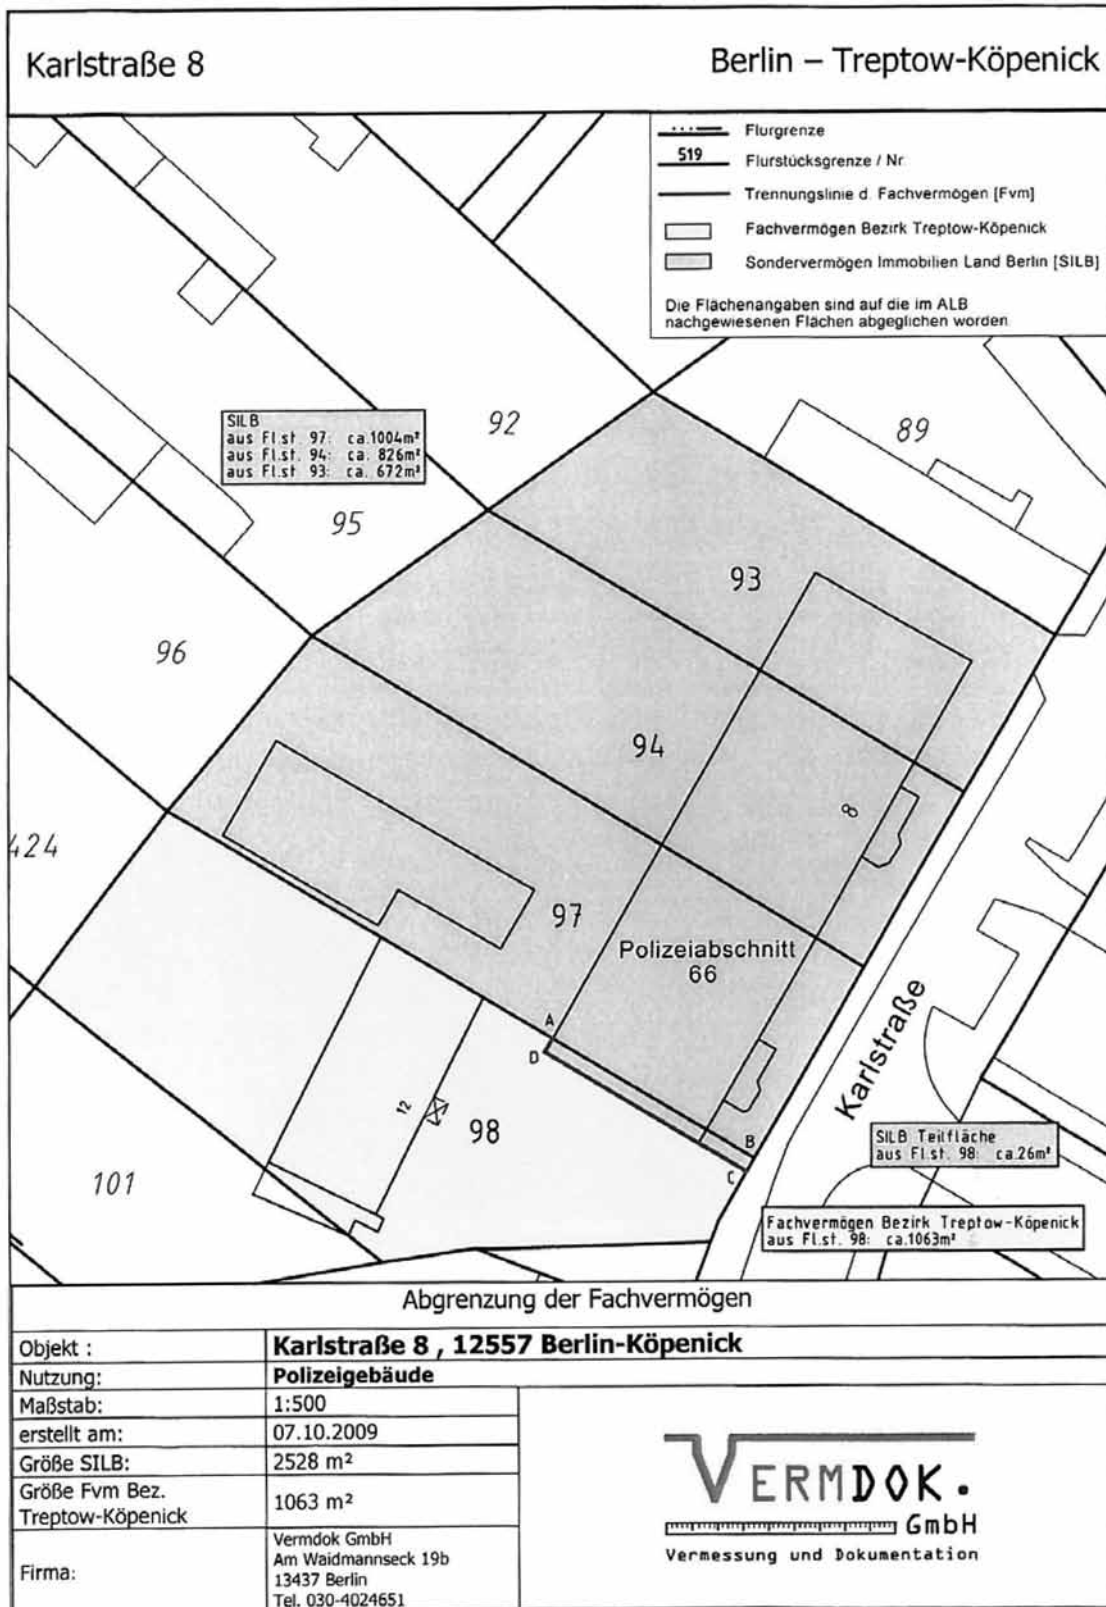 Karlstraße 8
Berlin – Treptow-Köpenick
Flurgrenze
519 Flurstücksgrenze / Nr
Trennungslinie d. Fachvermögen [Fvm]
Fachvermögen Bezirk Treptow-Köpenick
Sondervermögen Immobilien Land Berlin [SILB]
Die Flächenangaben sind auf die im ALB
nachgewiesenen Flächen abgeglichen worden
SILB
aus Fl.st. 97: ca.1004m²
aus Fl.st. 94: ca. 826m²
aus Fl.st 93: ca. 672m²
92
89
95
93
96
94
8
424
97
Polizeiabschnitt
66
Karlstraße
A
D
B
C
12
98
101
SILB Teilfläche
aus Fl.st. 98: ca.26m²
Fachvermögen Bezirk Treptow-Köpenick
aus Fl.st. 98: ca.1063m²
Abgrenzung der Fachvermögen
Objekt : Karlstraße 8 , 12557 Berlin-Köpenick
Nutzung: Polizeigebäude
Maßstab: 1:500
erstellt am: 07.10.2009
Größe SILB: 2528 m²
Größe Fvm Bez.
Treptow-Köpenick 1063 m²
Firma:
Vermdok GmbH
Am Waidmannseck 19b
13437 Berlin
Tel. 030-4024651
VERMDOK.
GmbH
Vermessung und Dokumentation